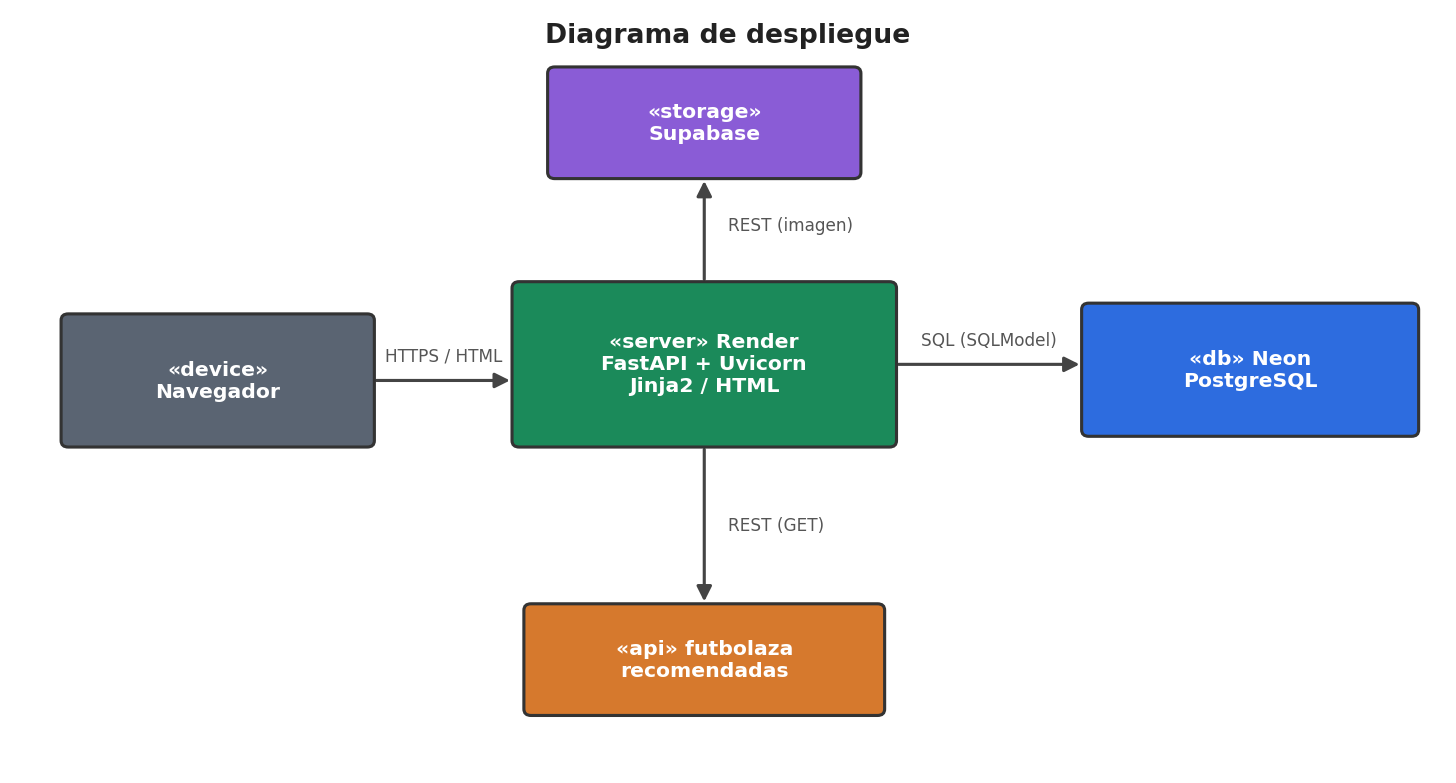 Diagrama de despliegue
«storage»
Supabase
REST (imagen)
«device»
Navegador
HTTPS / HTML
«server» Render
FastAPI + Uvicorn
Jinja2 / HTML
SQL (SQLModel)
«db» Neon
PostgreSQL
REST (GET)
«api» futbolaza
recomendadas